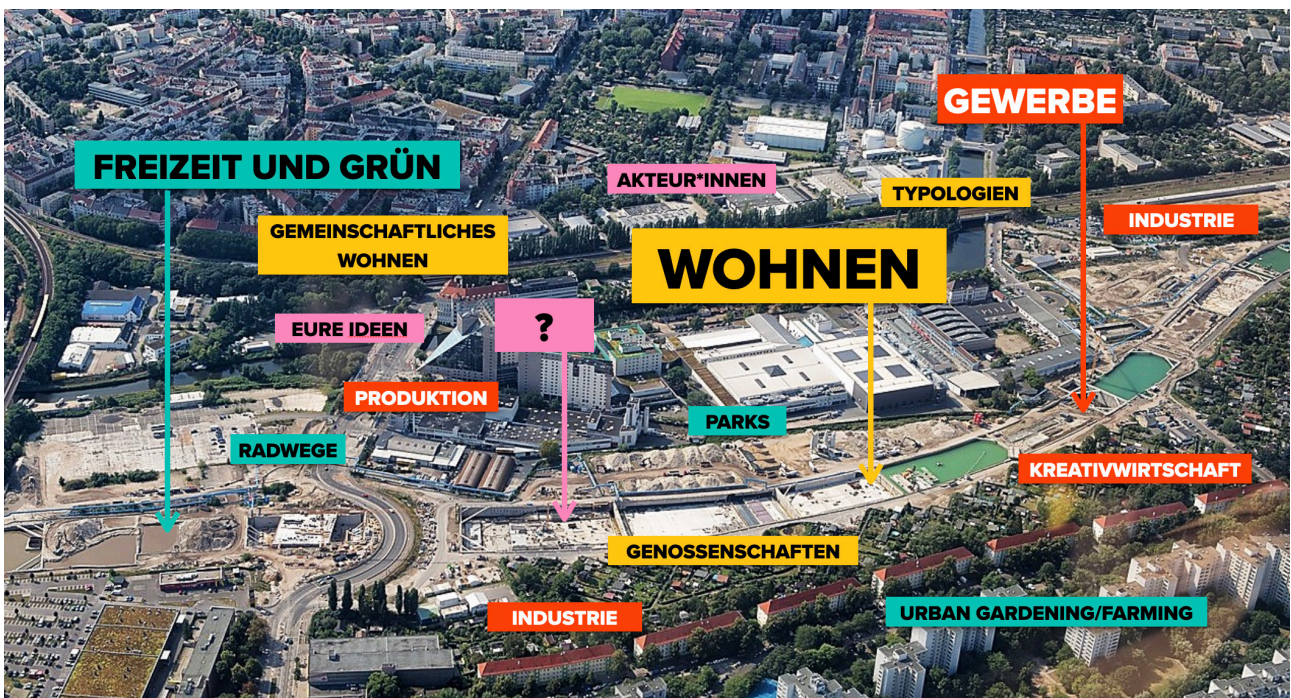 GEWERBE
FREIZEIT UND GRÜN
AKTEUR*INNEN
TYPOLOGIEN
INDUSTRIE
GEMEINSCHAFTLICHES
WOHNEN
WOHNEN
EURE IDEEN
?
PRODUKTION
PARKS
RADWEGE
KREATIVWIRTSCHAFT
GENOSSENSCHAFTEN
URBAN GARDENING/FARMING
INDUSTRIE